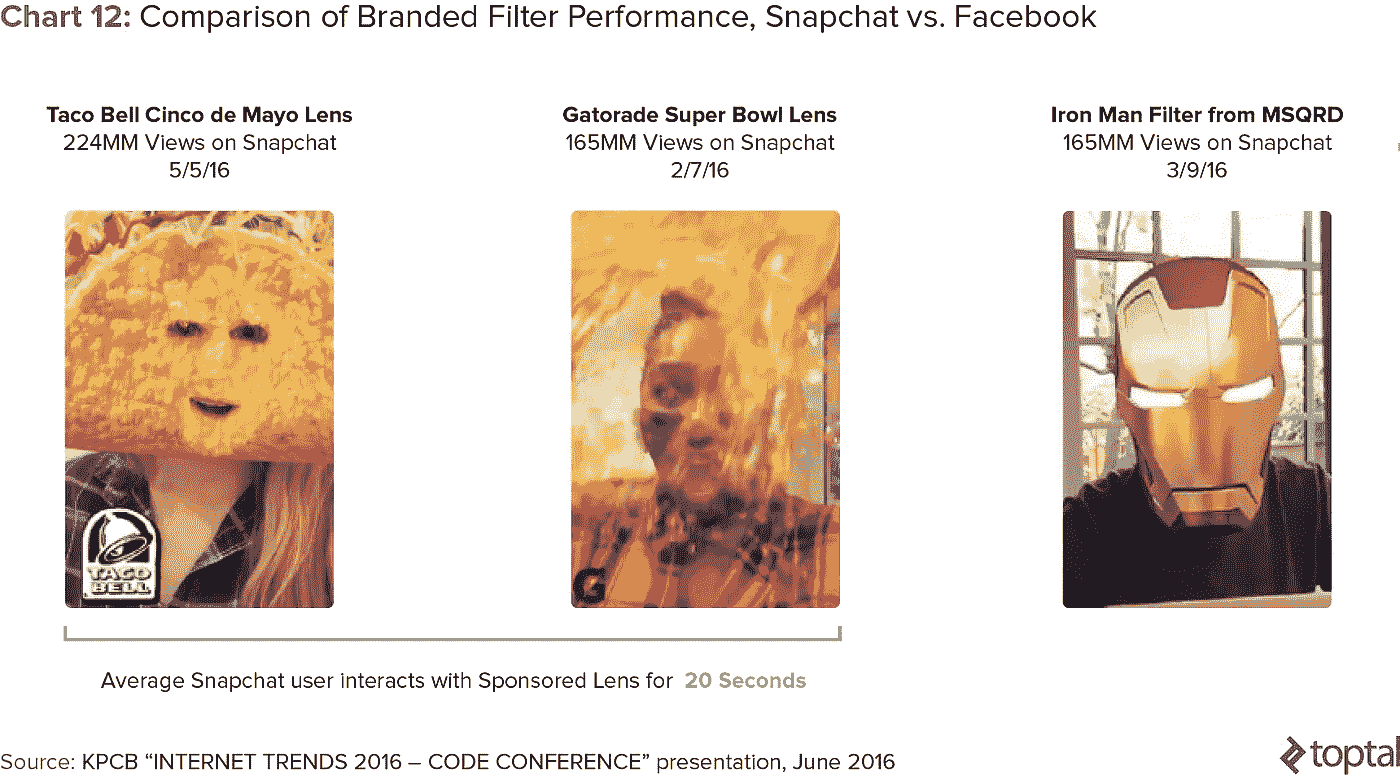 Chart 12: Comparison of Branded Filter Performance, Snapchat vs. Facebook
Taco Bell Cinco de Mayo Lens
224MM Views on Snapchat
5/5/16
Gatorade Super Bowl Lens
165MM Views on Snapchat
2/7/16
Iron Man Filter from MSQRD
165MM Views on Snapchat
3/9/16
TACO
BELL
G
Average Snapchat user interacts with Sponsored Lens for 20 Seconds
Source: KPCB “INTERNET TRENDS 2016 – CODE CONFERENCE” presentation, June 2016
toptal